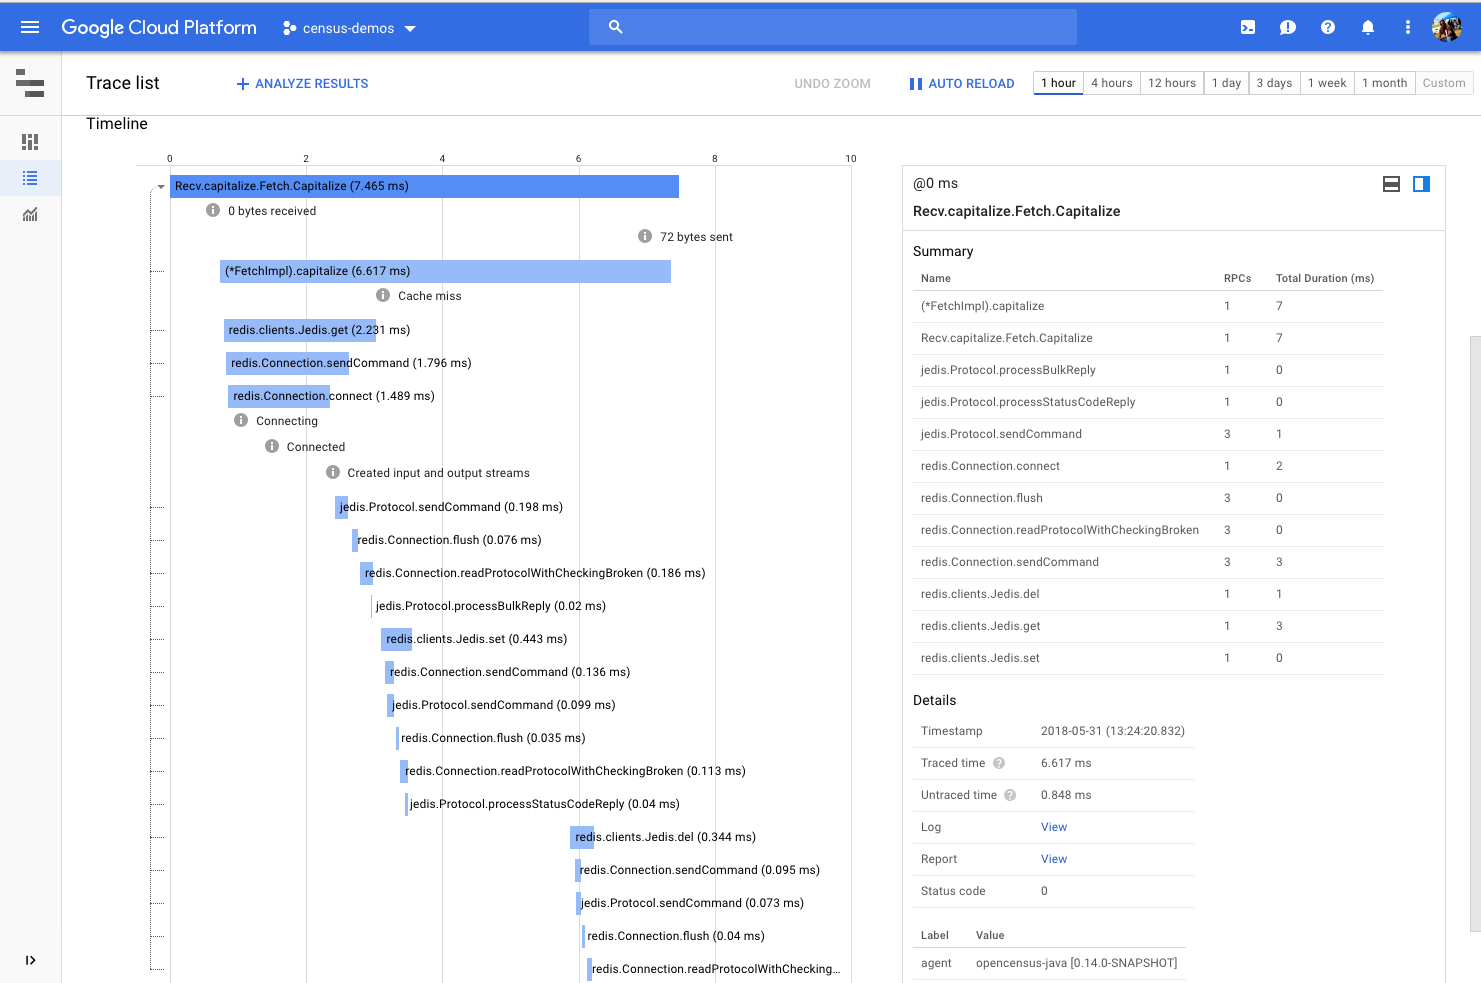 Google Cloud Platform census-demos
Trace list ANALYZE RESULTS UNDO ZOOM AUTO RELOAD 1 hour 4 hours 12 hours 1 day 3 days 1 week 1 month Custom
Timeline
0 2 4 6 8 10
Recv.capitalize.Fetch.Capitalize (7.465 ms)
0 bytes received
72 bytes sent
(*FetchImpl).capitalize (6.617 ms)
Cache miss
redis.clients.Jedis.get (2.231 ms)
redis.Connection.sendCommand (1.796 ms)
redis.Connection.connect (1.489 ms)
Connecting
Connected
Created input and output streams
jedis.Protocol.sendCommand (0.198 ms)
redis.Connection.flush (0.076 ms)
redis.Connection.readProtocolWithCheckingBroken (0.186 ms)
jedis.Protocol.processBulkReply (0.02 ms)
redis.clients.Jedis.set (0.443 ms)
redis.Connection.sendCommand (0.136 ms)
jedis.Protocol.sendCommand (0.099 ms)
redis.Connection.flush (0.035 ms)
redis.Connection.readProtocolWithCheckingBroken (0.113 ms)
jedis.Protocol.processStatusCodeReply (0.04 ms)
redis.clients.Jedis.del (0.344 ms)
redis.Connection.sendCommand (0.095 ms)
jedis.Protocol.sendCommand (0.073 ms)
redis.Connection.flush (0.04 ms)
redis.Connection.readProtocolWithChecking...
@0 ms
Recv.capitalize.Fetch.Capitalize
Summary
Name RPCs Total Duration (ms)
(*FetchImpl).capitalize 1 7
Recv.capitalize.Fetch.Capitalize 1 7
jedis.Protocol.processBulkReply 1 0
jedis.Protocol.processStatusCodeReply 1 0
jedis.Protocol.sendCommand 3 1
redis.Connection.connect 1 2
redis.Connection.flush 3 0
redis.Connection.readProtocolWithCheckingBroken 3 0
redis.Connection.sendCommand 3 3
redis.clients.Jedis.del 1 1
redis.clients.Jedis.get 1 3
redis.clients.Jedis.set 1 0
Details
Timestamp 2018-05-31 (13:24:20.832)
Traced time 6.617 ms
Untraced time 0.848 ms
Log View
Report View
Status code 0
Label Value
agent opencensus-java [0.14.0-SNAPSHOT]